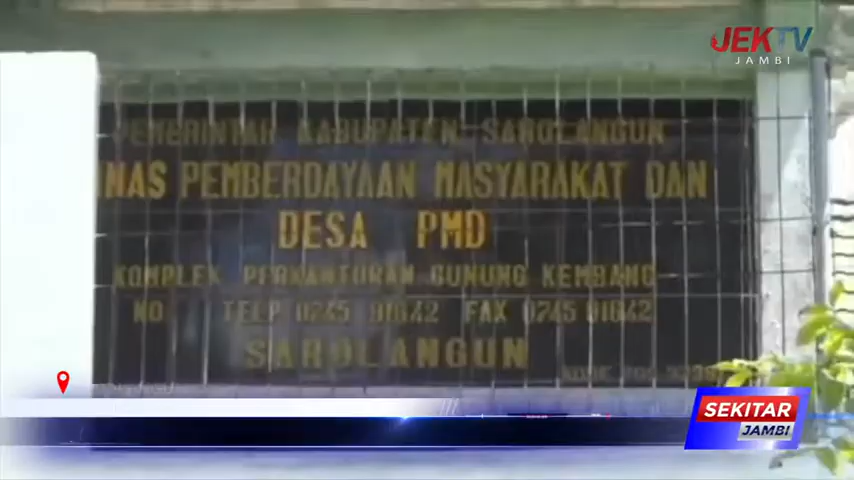 JEKTV
JAMBI
PEMERINTAH KABUPATEN SAROLANGUN
NAS PEMBERDAYAAN MASYARAKAT DAN
DESA PMD
KOMPLEK PERKANTORAN GUNUNG KEMBANG
NO TELP 0745 91642 FAX 0745 91642
SAROLANGUN
SEKITAR
JAMBI